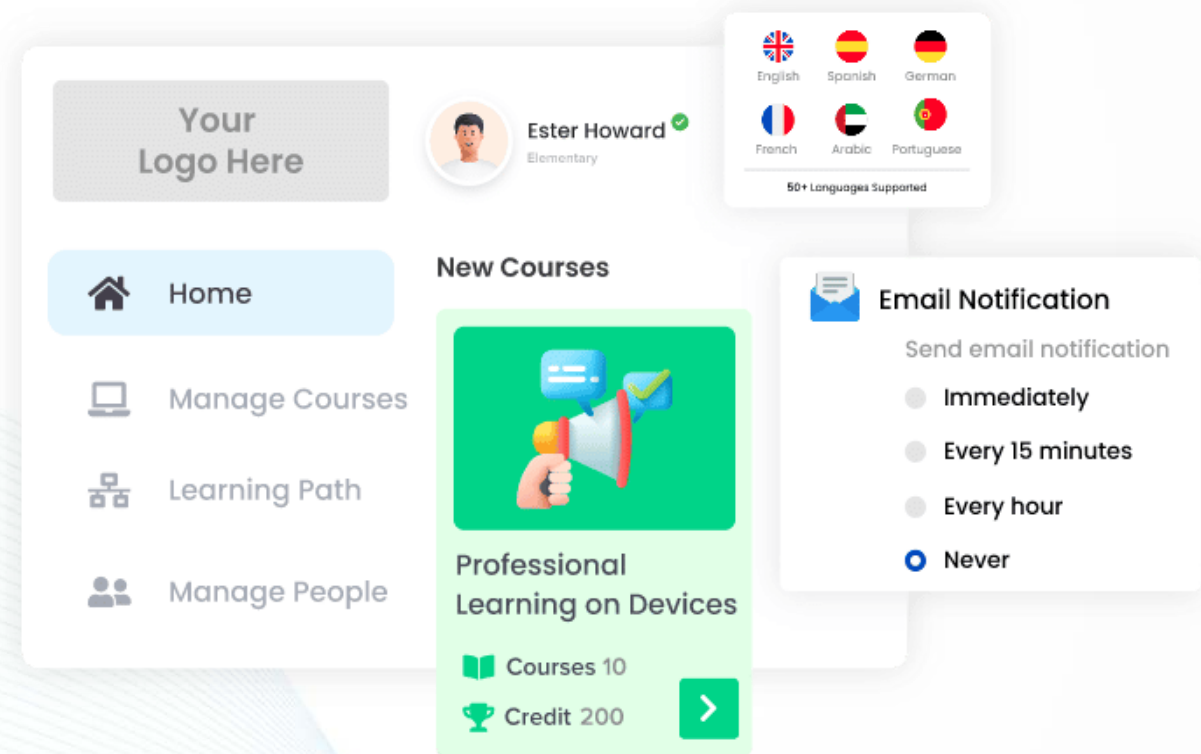 Your
Logo Here
Ester Howard
Elementary
English Spanish German
French Arabic Portuguese
50+ Languages Supported
Home
Manage Courses
Learning Path
Manage People
New Courses
Professional
Learning on Devices
Courses 10
Credit 200
Email Notification
Send email notification
Immediately
Every 15 minutes
Every hour
Never